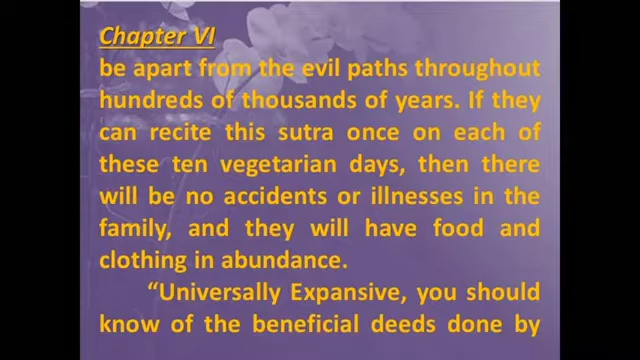 Chapter VI
be apart from the evil paths throughout
hundreds of thousands of years. If they
can recite this sutra once on each of
these ten vegetarian days, then there
will be no accidents or illnesses in the
family, and they will have food and
clothing in abundance.
“Universally Expansive, you should
know of the beneficial deeds done by